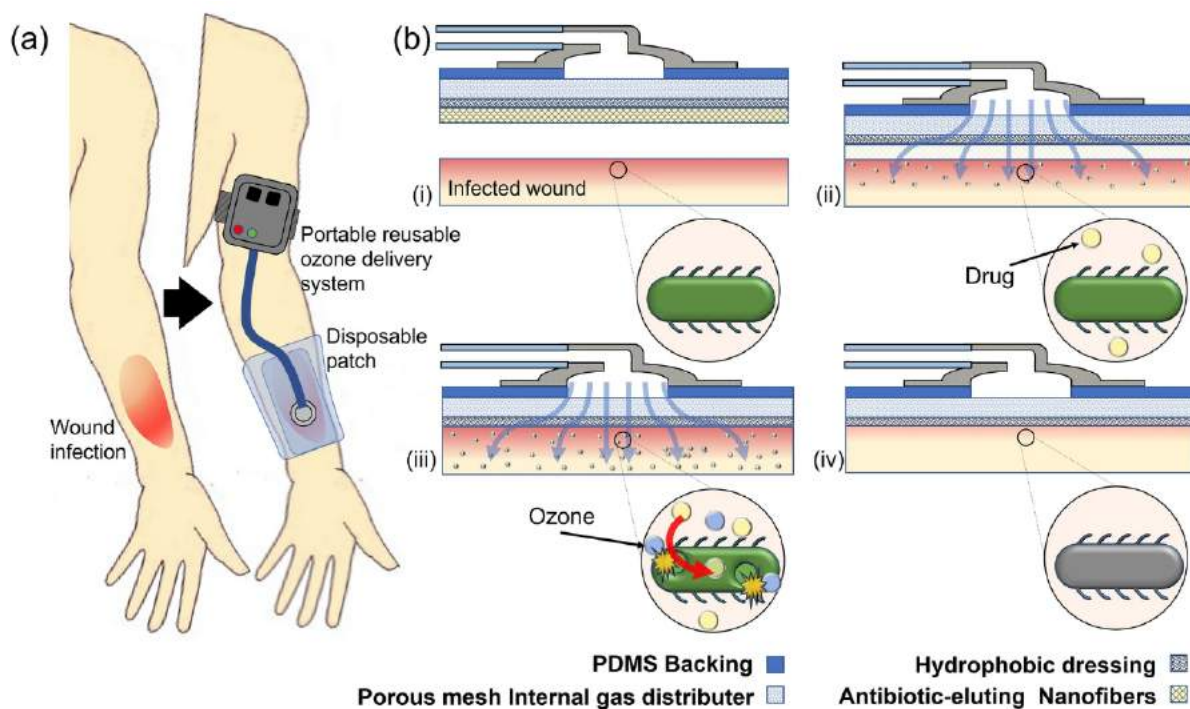 (a)
Portable reusable
ozone delivery
system
Disposable
patch
Wound
infection
(b)
Infected wound
(i)
(ii)
Drug
(iii)
Ozone
(iv)
PDMS Backing
Porous mesh Internal gas distributer
Hydrophobic dressing
Antibiotic-eluting Nanofibers